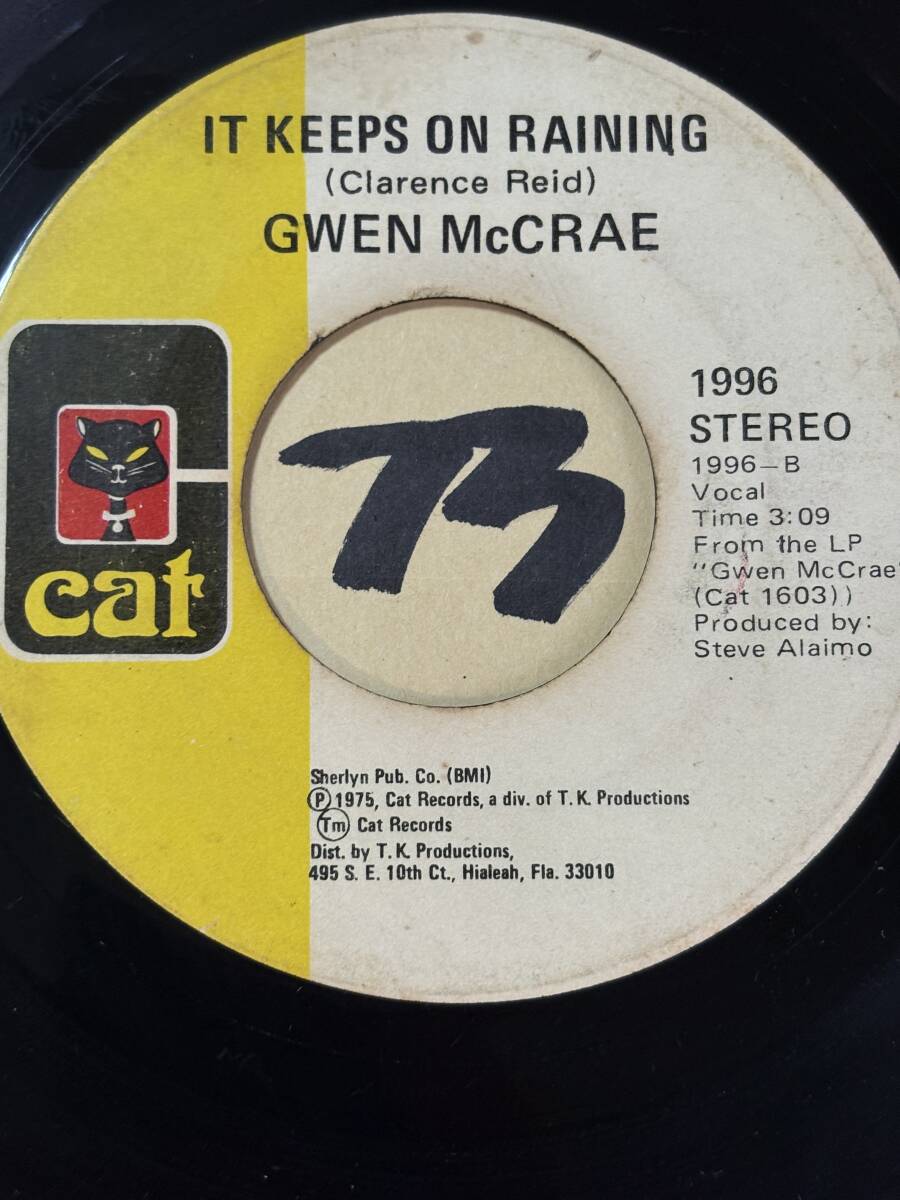 IT KEEPS ON RAINING
(Clarence Reid)
GWEN McCRAE
cat
1996
STEREO
1996-B
Vocal
Time 3:09
From the LP
"Gwen McCrae"
(Cat 1603))
Produced by:
Steve Alaimo
Sherlyn Pub. Co. (BMI)
Ⓟ 1975, Cat Records, a div. of T. K. Productions
Tm Cat Records
Dist. by T. K. Productions,
495 S. E. 10th Ct., Hialeah, Fla. 33010